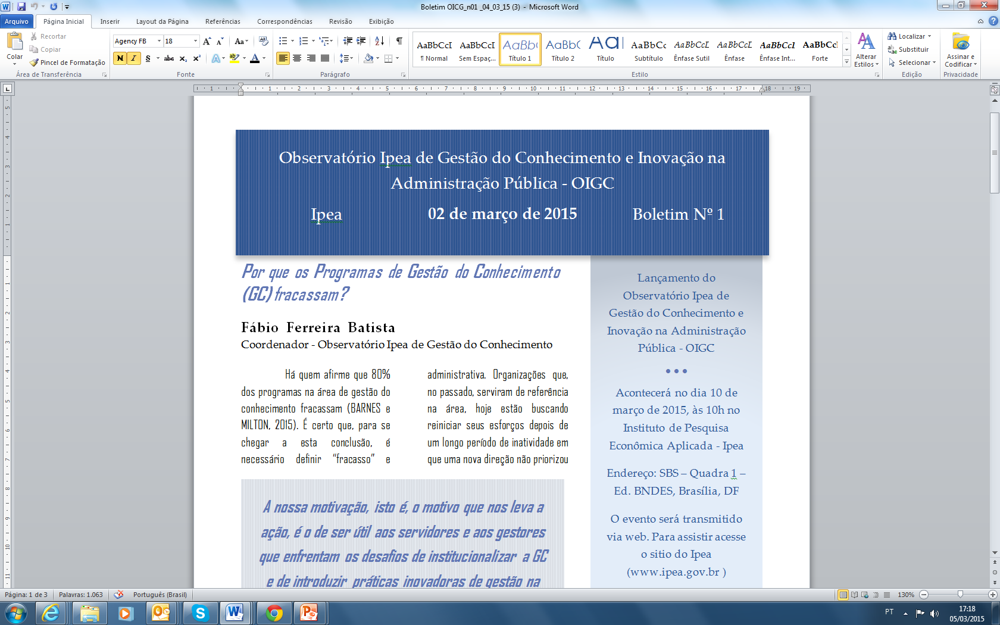 Boletim OICG_n01 _04_03_15 (3) - Microsoft Word
Arquivo
Página Inicial
Inserir
Layout da Página
Referências
Correspondências
Revisão
Exibição
Colar
Recortar
Copiar
Pincel de Formatação
Área de Transferência
Agency FB
18
Fonte
Parágrafo
AaBbCcI
¶ Normal
AaBbCcI
Sem Espaç...
AaBb(
Título 1
AaBbC
Título 2
AaI
Título
AaBbCc
Subtítulo
AaBbCcL
Ênfase Sutil
AaBbCcL
Ênfase
AaBbCcI
Ênfase Int...
AaBbCc
Forte
Estilo
Alterar
Estilos
Localizar
Substituir
Selecionar
Edição
Assinar e
Codificar
Privacidade
Observatório Ipea de Gestão do Conhecimento e Inovação na
Administração Pública - OIGC
Ipea 02 de março de 2015 Boletim Nº 1
Por que os Programas de Gestão do Conhecimento
(GC) fracassam?
Fábio Ferreira Batista
Coordenador - Observatório Ipea de Gestão do Conhecimento
Há quem afirme que 80%
dos programas na área de gestão do
conhecimento fracassam (BARNES e
MILTON, 2015). É certo que, para se
chegar a esta conclusão, é
necessário definir “fracasso” e
administrativa. Organizações que,
no passado, serviram de referência
na área, hoje estão buscando
reiniciar seus esforços depois de
um longo período de inatividade em
que uma nova direção não priorizou
A nossa motivação, isto é, o motivo que nos leva a
ação, é o de ser útil aos servidores e aos gestores
que enfrentam os desafios de institucionalizar a GC
e de introduzir práticas inovadoras de gestão na
Lançamento do
Observatório Ipea de
Gestão do Conhecimento e
Inovação na Administração
Pública - OIGC
• • •
Acontecerá no dia 10 de
março de 2015, às 10h no
Instituto de Pesquisa
Econômica Aplicada - Ipea
Endereço: SBS – Quadra 1 –
Ed. BNDES, Brasília, DF
O evento será transmitido
via web. Para assistir acesse
o sitio do Ipea
(www.ipea.gov.br )
Página: 1 de 3
Palavras: 1.063
Português (Brasil)
130%
PT
17:18
05/03/2015